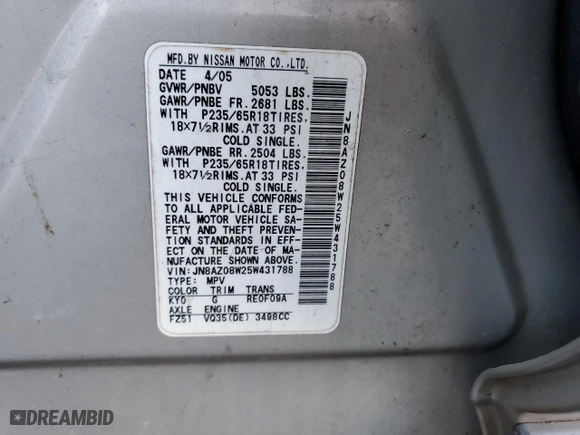 MFD.BY NISSAN MOTOR CO.,LTD.
DATE 4/05
GVWR/PNBV 5053 LBS.
GAWR/PNBE FR.2681 LBS.
WITH P235/65R18TIRES,
18X7½RIMS.AT 33 PSI
COLD SINGLE.
GAWR/PNBE RR.2504 LBS.
WITH P235/65R18TIRES,
18X7½RIMS.AT 33 PSI
COLD SINGLE.
THIS VEHICLE CONFORMS
TO ALL APPLICABLE FED-
ERAL MOTOR VEHICLE SA-
FETY AND THEFT PREVEN-
TION STANDARDS IN EFF-
ECT ON THE DATE OF MA-
NUFACTURE SHOWN ABOVE.
VIN:JN8AZ08W25W431788
TYPE: MPV
COLOR TRIM TRANS
KY0 G RE0F09A
AXLE ENGINE
FZ51 VQ35(DE) 3498CC
JN8AZ08W25W431788
DREAMBID